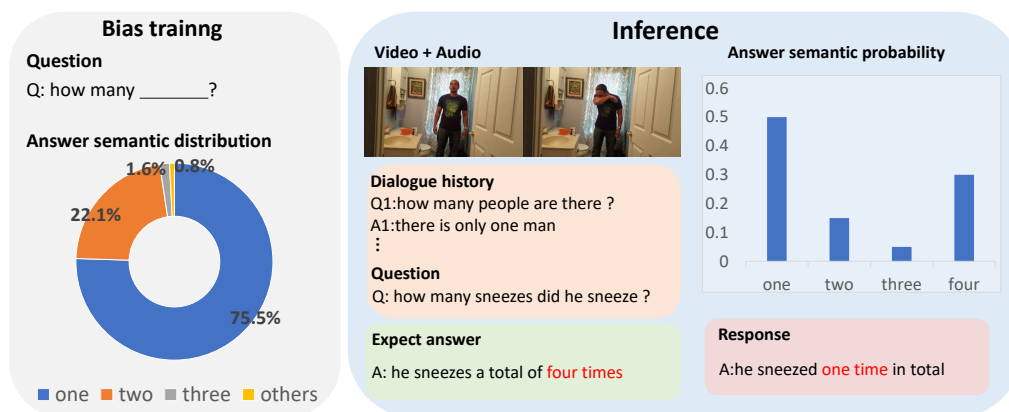 Bias trainng
Question
Q: how many _______?
Answer semantic distribution
1.6%
0.8%
22.1%
75.5%
one two three others
Inference
Video + Audio
Dialogue history
Q1:how many people are there ?
A1:there is only one man
⋮
Question
Q: how many sneezes did he sneeze ?
Expect answer
A: he sneezes a total of four times
Answer semantic probability
0.6
0.5
0.4
0.3
0.2
0.1
0
one two three four
Response
A:he sneezed one time in total